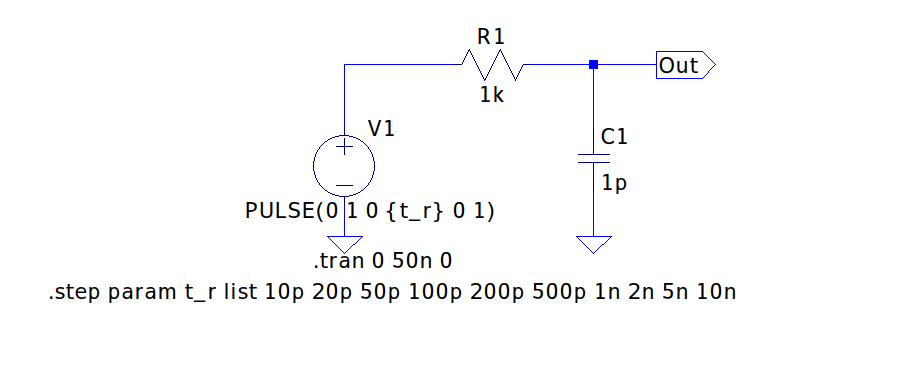 R1
Out
1k
V1
C1
1p
PULSE(0 1 0 {t_r} 0 1)
.tran 0 50n 0
.step param t_r list 10p 20p 50p 100p 200p 500p 1n 2n 5n 10n